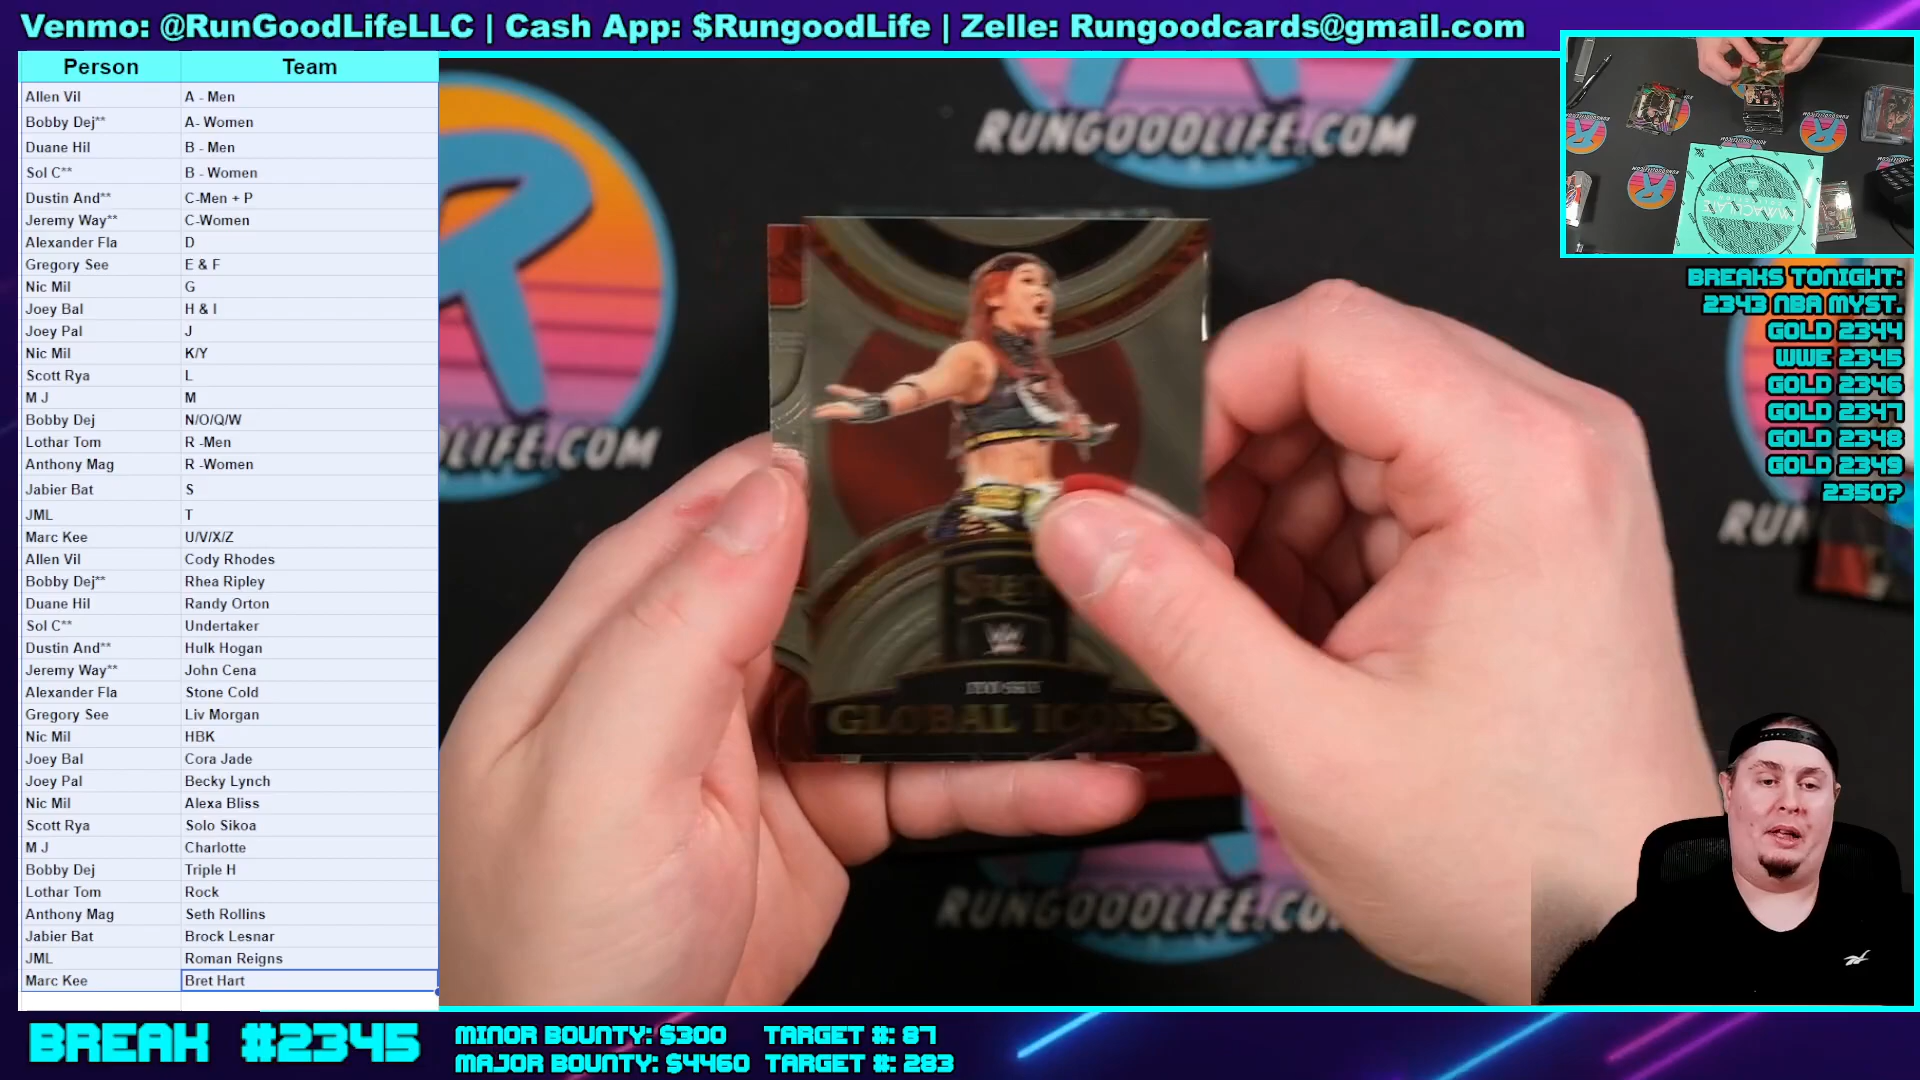 Venmo: @RunGoodLifeLLC | Cash App: $RungoodLife | Zelle: Rungoodcards@gmail.com
Person Team
Allen Vil A - Men
Bobby Dej** A- Women
Duane Hil B - Men
Sol C** B - Women
Dustin And** C-Men + P
Jeremy Way** C-Women
Alexander Fla D
Gregory See E & F
Nic Mil G
Joey Bal H & I
Joey Pal J
Nic Mil K/Y
Scott Rya L
M J M
Bobby Dej N/O/Q/W
Lothar Tom R -Men
Anthony Mag R -Women
Jabier Bat S
JML T
Marc Kee U/V/X/Z
Allen Vil Cody Rhodes
Bobby Dej** Rhea Ripley
Duane Hil Randy Orton
Sol C** Undertaker
Dustin And** Hulk Hogan
Jeremy Way** John Cena
Alexander Fla Stone Cold
Gregory See Liv Morgan
Nic Mil HBK
Joey Bal Cora Jade
Joey Pal Becky Lynch
Nic Mil Alexa Bliss
Scott Rya Solo Sikoa
M J Charlotte
Bobby Dej Triple H
Lothar Tom Rock
Anthony Mag Seth Rollins
Jabier Bat Brock Lesnar
JML Roman Reigns
Marc Kee Bret Hart
RUNGOODLIFE.COM
LIFE.COM
RUN
GLOBAL ICONS
RUNGOODLIFE.CO
BREAKS TONIGHT:
2343 NBA MYST.
GOLD 2344
WWE 2345
GOLD 2346
GOLD 2347
GOLD 2348
GOLD 2349
2350?
BREAK #2345
MINOR BOUNTY: $300 TARGET #: 87
MAJOR BOUNTY: $4460 TARGET #: 283